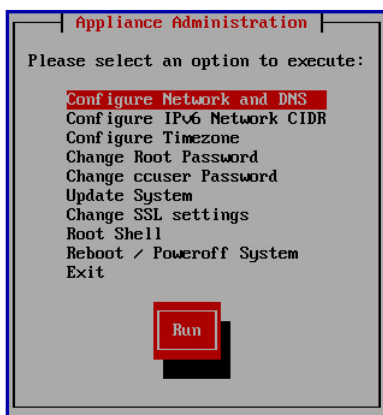 Appliance Administration
Please select an option to execute:
Configure Network and DNS
Configure IPv6 Network CIDR
Configure Timezone
Change Root Password
Change ccuser Password
Update System
Change SSL settings
Root Shell
Reboot / Poweroff System
Exit
Run